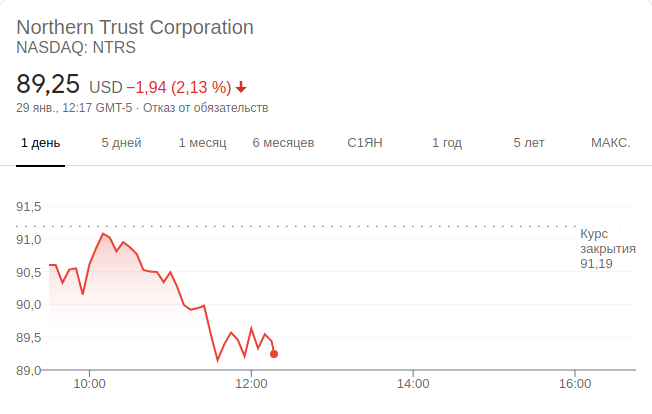 Northern Trust Corporation
NASDAQ: NTRS
89,25 USD −1,94 (2,13 %)
29 янв., 12:17 GMT-5 · Отказ от обязательств
1 день 5 дней 1 месяц 6 месяцев С1ЯН 1 год 5 лет МАКС.
91,5
91,0
90,5
90,0
89,5
89,0
Курс
закрытия
91,19
10:00 12:00 14:00 16:00